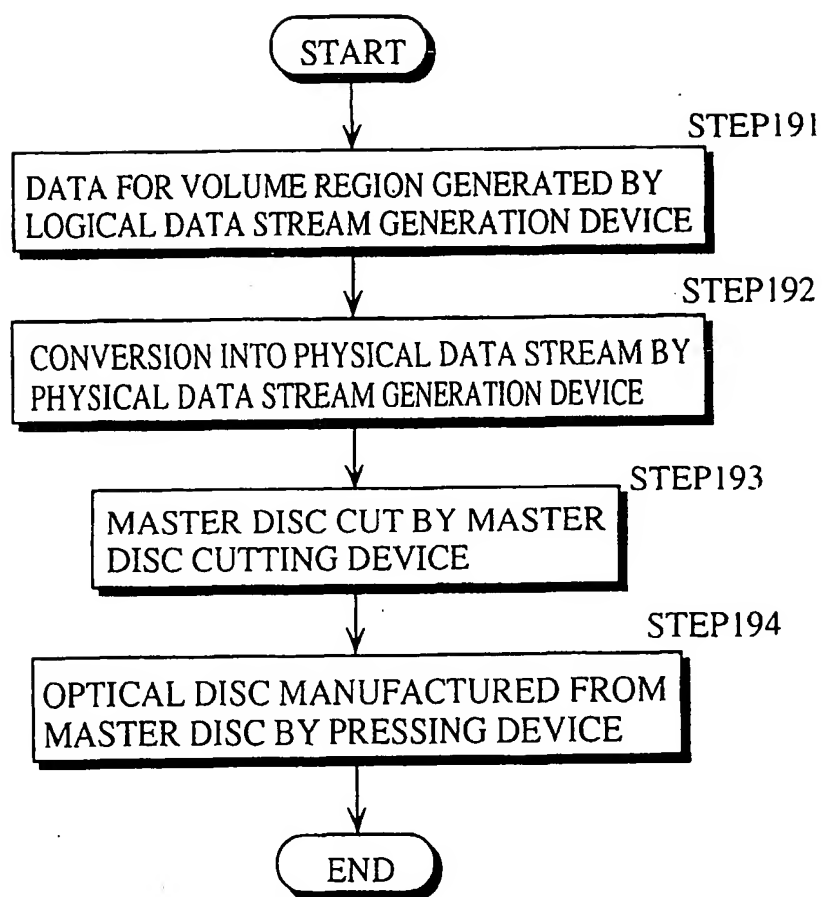 START
STEP191
DATA FOR VOLUME REGION GENERATED BY
LOGICAL DATA STREAM GENERATION DEVICE
STEP192
CONVERSION INTO PHYSICAL DATA STREAM BY
PHYSICAL DATA STREAM GENERATION DEVICE
STEP193
MASTER DISC CUT BY MASTER
DISC CUTTING DEVICE
STEP194
OPTICAL DISC MANUFACTURED FROM
MASTER DISC BY PRESSING DEVICE
END